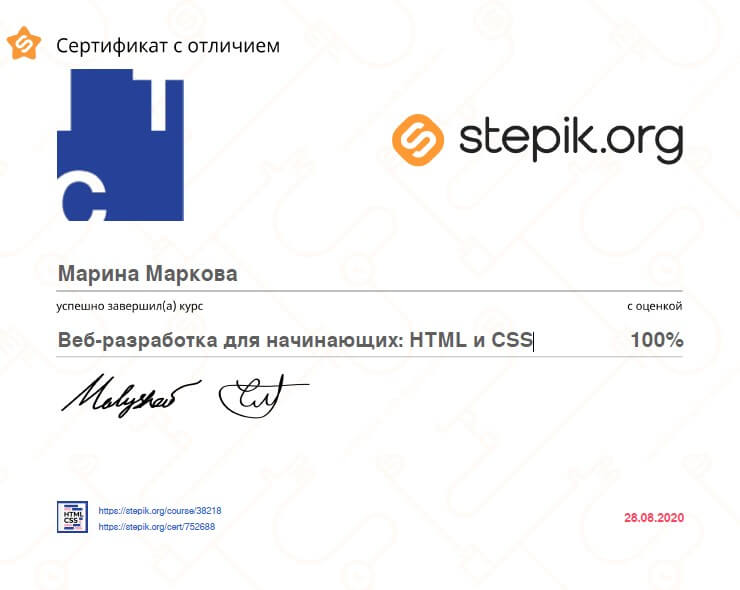 Сертификат с отличием
T
C
stepik.org
Марина Маркова
успешно завершил(а) курс с оценкой
Веб-разработка для начинающих: HTML и CSS 100%
Malyshev
HTML
CSS
https://stepik.org/course/38218
https://stepik.org/cert/752688
28.08.2020